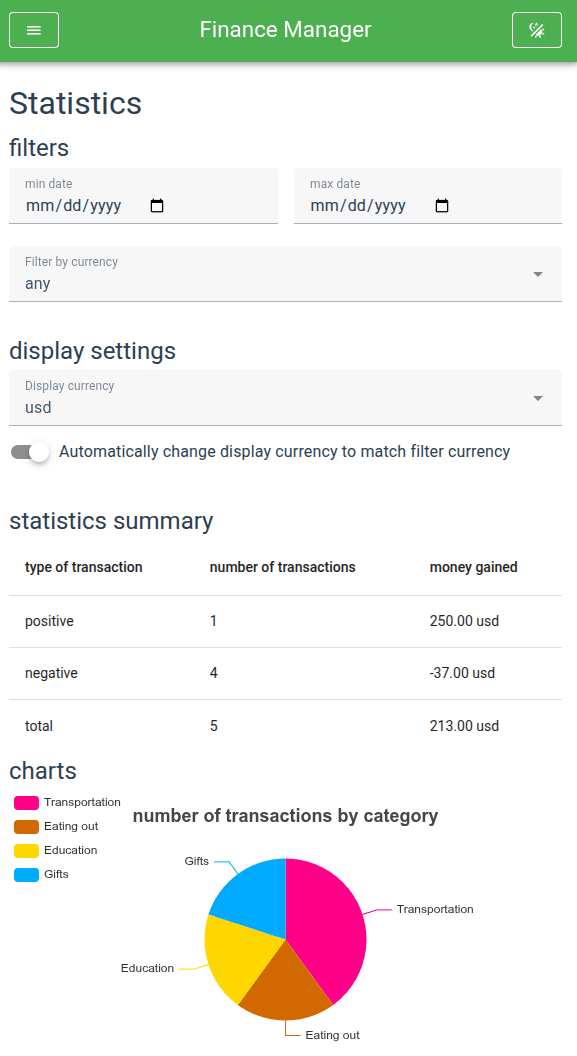 Finance Manager
Statistics
filters
min date
max date
mm/dd/yyyy
mm/dd/yyyy
Filter by currency
any
display settings
Display currency
usd
Automatically change display currency to match filter currency
statistics summary
type of transaction number of transactions money gained
positive 1 250.00 usd
negative 4 -37.00 usd
total 5 213.00 usd
charts
Transportation
Eating out
Education
Gifts
number of transactions by category
Gifts
Transportation
Education
Eating out